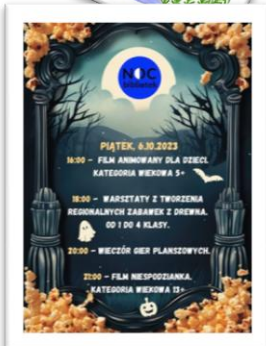 NOC
BIBLIOTEK
PIĄTEK, 6.10.2023
16:00 – FILM ANIMOWANY DLA DZIECI.
KATEGORIA WIEKOWA 5+
18:00 – WARSZTATY Z TWORZENIA
REGIONALNYCH ZABAWEK Z DREWNA.
OD 1 DO 4 KLASY.
20:00 – WIECZÓR GIER PLANSZOWYCH.
21:00 – FILM NIESPODZIANKA.
KATEGORIA WIEKOWA 13+